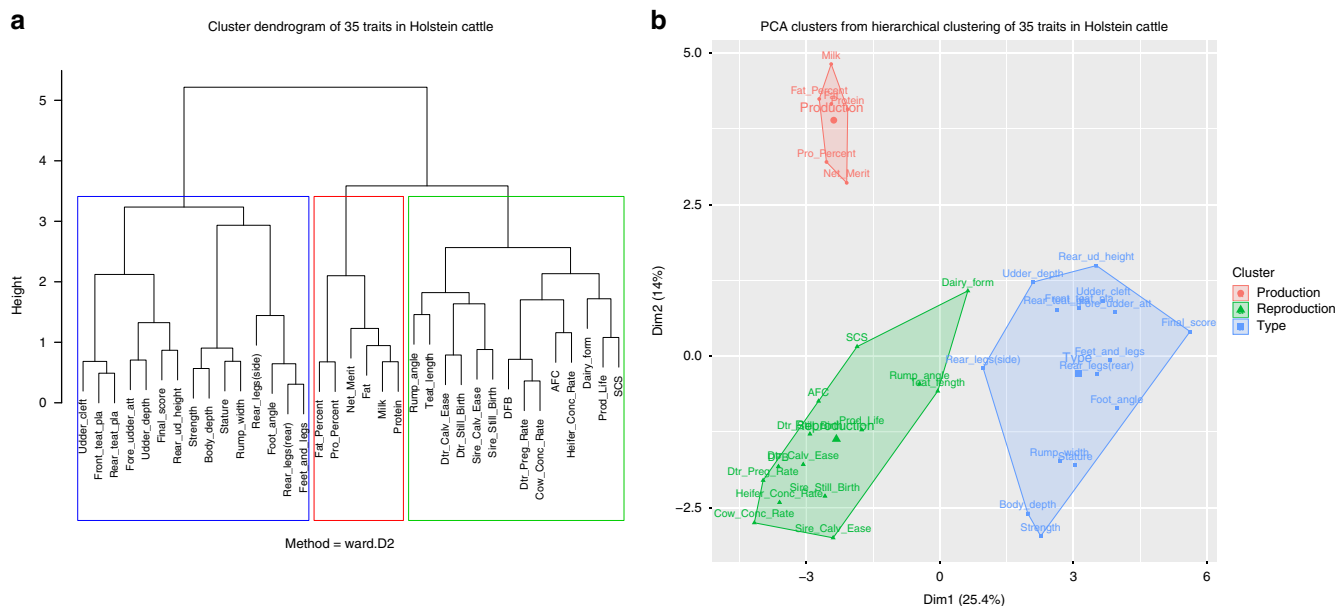 a
Cluster dendrogram of 35 traits in Holstein cattle
Height
5
4
3
2
1
0
Udder_cleft
Front_teat_pla
Rear_teat_pla
Fore_udder_att
Udder_depth
Final_score
Rear_ud_height
Strength
Body_depth
Stature
Rump_width
Rear_legs(side)
Foot_angle
Rear_legs(rear)
Feet_and_legs
Fat_Percent
Pro_Percent
Net_Merit
Fat
Milk
Protein
Rump_angle
Teat_length
Dtr_Calv_Ease
Dtr_Still_Birth
Sire_Calv_Ease
Sire_Still_Birth
DFB
Dtr_Preg_Rate
Cow_Conc_Rate
AFC
Heifer_Conc_Rate
Dairy_form
Prod_Life
SCS
Method = ward.D2
b
PCA clusters from hierarchical clustering of 35 traits in Holstein cattle
Dim2 (14%)
5.0
2.5
0.0
−2.5
Milk
Fat_Percent
Protein
Production
Pro_Percent
Net_Merit
Rear_ud_height
Udder_depth
Dairy_form
Udder_cleft
Final_score
SCS
Feet_and_legs
Type
Rear_legs(side)
Rear_legs(rear)
Rump_angle
Teat_length
AFC
Foot_angle
Prod_Life
Reproduction
Dtr_Calv_Ease
DFB
Rump_width
Stature
Dtr_Preg_Rate
Sire_Still_Birth
Heifer_Conc_Rate
Body_depth
Cow_Conc_Rate
Sire_Calv_Ease
Strength
−3
0
3
6
Dim1 (25.4%)
Cluster
Production
Reproduction
Type